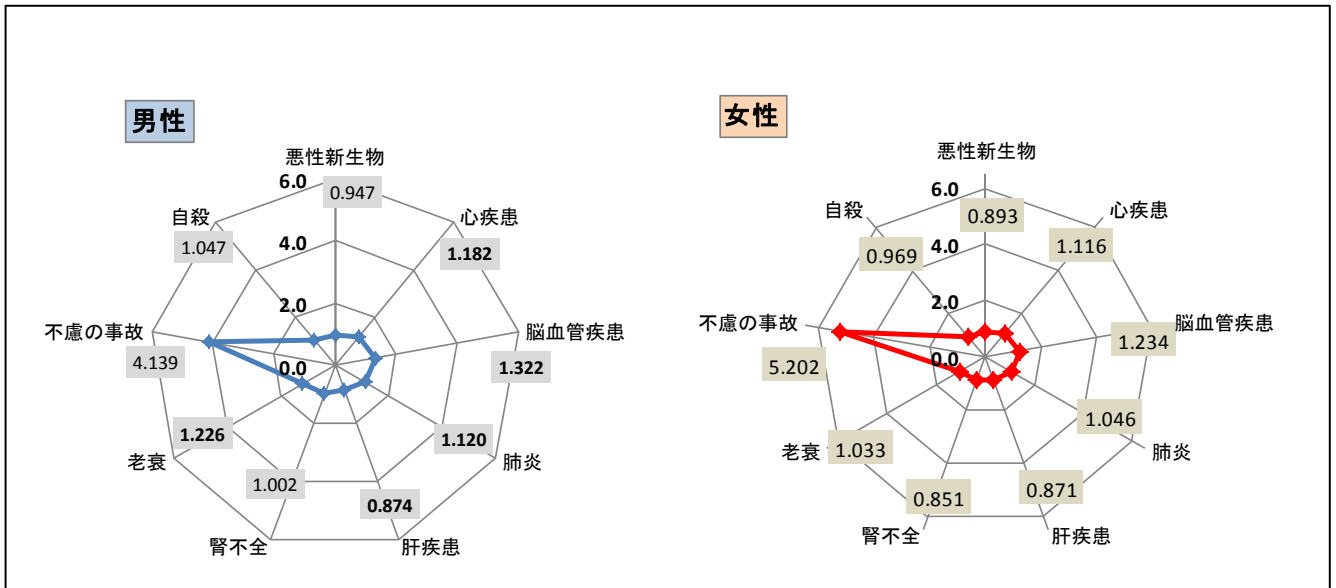 男性
悪性新生物
6.0
0.947
自殺
心疾患
1.047
1.182
4.0
2.0
不慮の事故
脳血管疾患
4.139
1.322
0.0
1.226
1.120
老衰
肺炎
1.002
0.874
腎不全
肝疾患
女性
悪性新生物
6.0
0.893
自殺
心疾患
0.969
1.116
4.0
2.0
不慮の事故
脳血管疾患
5.202
1.234
0.0
1.033
1.046
老衰
肺炎
0.851
0.871
腎不全
肝疾患